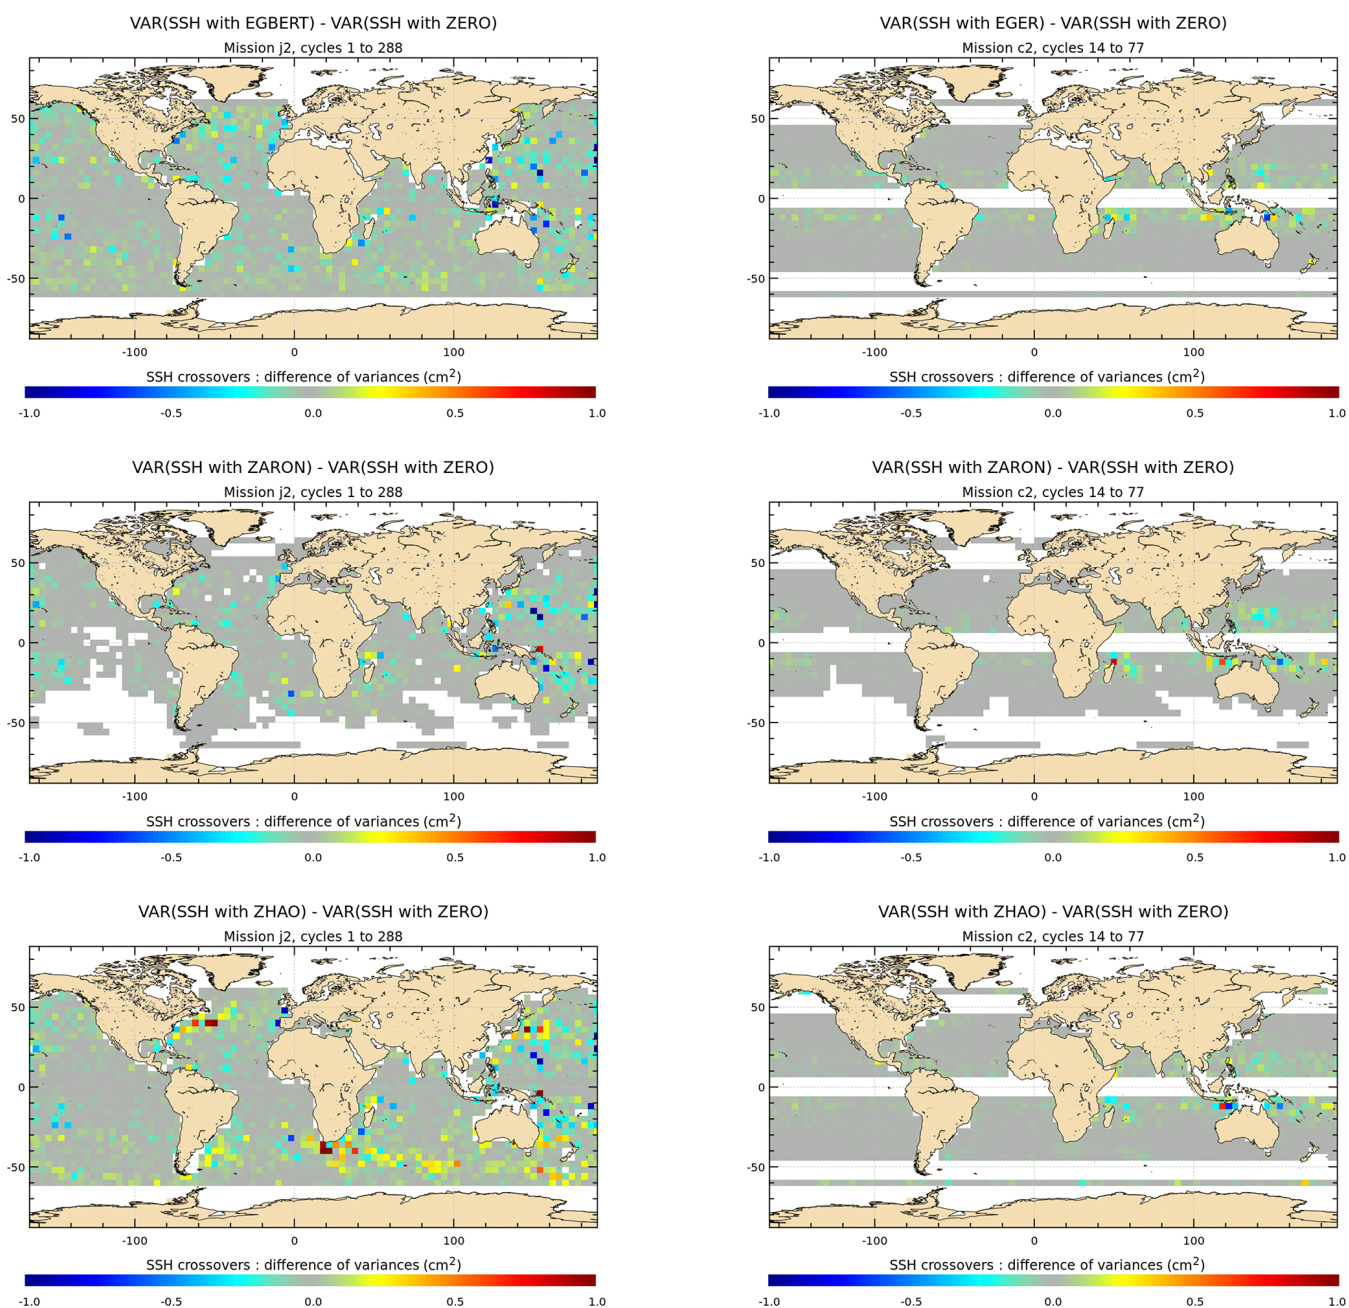 VAR(SSH with EGBERT) - VAR(SSH with ZERO)
Mission j2, cycles 1 to 288
50
0
-50
-100 0 100
SSH crossovers : difference of variances (cm²)
-1.0 -0.5 0.0 0.5 1.0
VAR(SSH with EGER) - VAR(SSH with ZERO)
Mission c2, cycles 14 to 77
50
0
-50
-100 0 100
SSH crossovers : difference of variances (cm²)
-1.0 -0.5 0.0 0.5 1.0
VAR(SSH with ZARON) - VAR(SSH with ZERO)
Mission j2, cycles 1 to 288
50
0
-50
-100 0 100
SSH crossovers : difference of variances (cm²)
-1.0 -0.5 0.0 0.5 1.0
VAR(SSH with ZARON) - VAR(SSH with ZERO)
Mission c2, cycles 14 to 77
50
0
-50
-100 0 100
SSH crossovers : difference of variances (cm²)
-1.0 -0.5 0.0 0.5 1.0
VAR(SSH with ZHAO) - VAR(SSH with ZERO)
Mission j2, cycles 1 to 288
50
0
-50
-100 0 100
SSH crossovers : difference of variances (cm²)
-1.0 -0.5 0.0 0.5 1.0
VAR(SSH with ZHAO) - VAR(SSH with ZERO)
Mission c2, cycles 14 to 77
50
0
-50
-100 0 100
SSH crossovers : difference of variances (cm²)
-1.0 -0.5 0.0 0.5 1.0